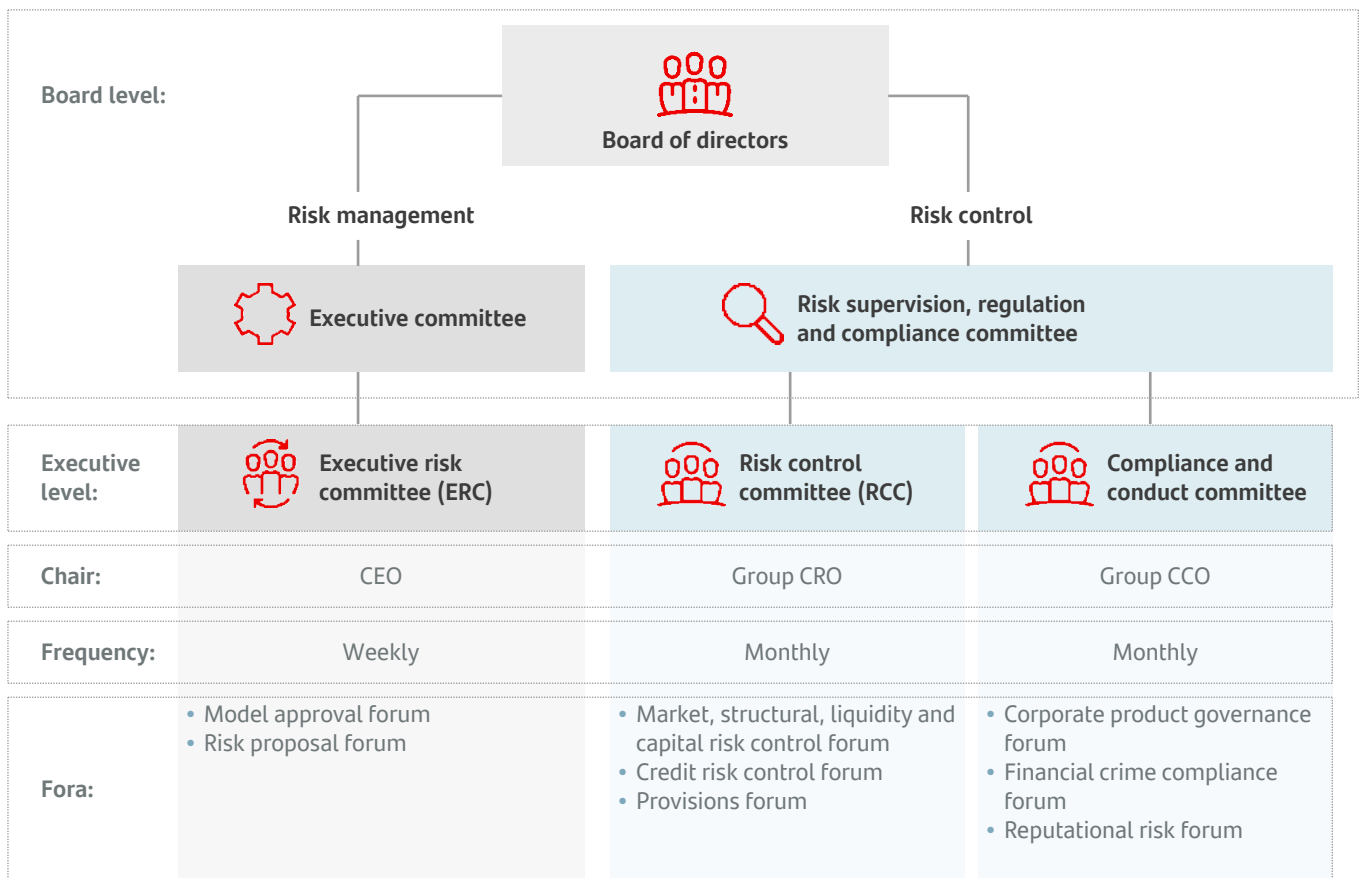 Board level:
Board of directors
Risk management
Risk control
Executive committee
Risk supervision, regulation
and compliance committee
Executive
level:
Executive risk
committee (ERC)
Risk control
committee (RCC)
Compliance and
conduct committee
Chair:
CEO
Group CRO
Group CCO
Frequency:
Weekly
Monthly
Monthly
Fora:
• Model approval forum
• Risk proposal forum
• Market, structural, liquidity and
capital risk control forum
• Credit risk control forum
• Provisions forum
• Corporate product governance
forum
• Financial crime compliance
forum
• Reputational risk forum